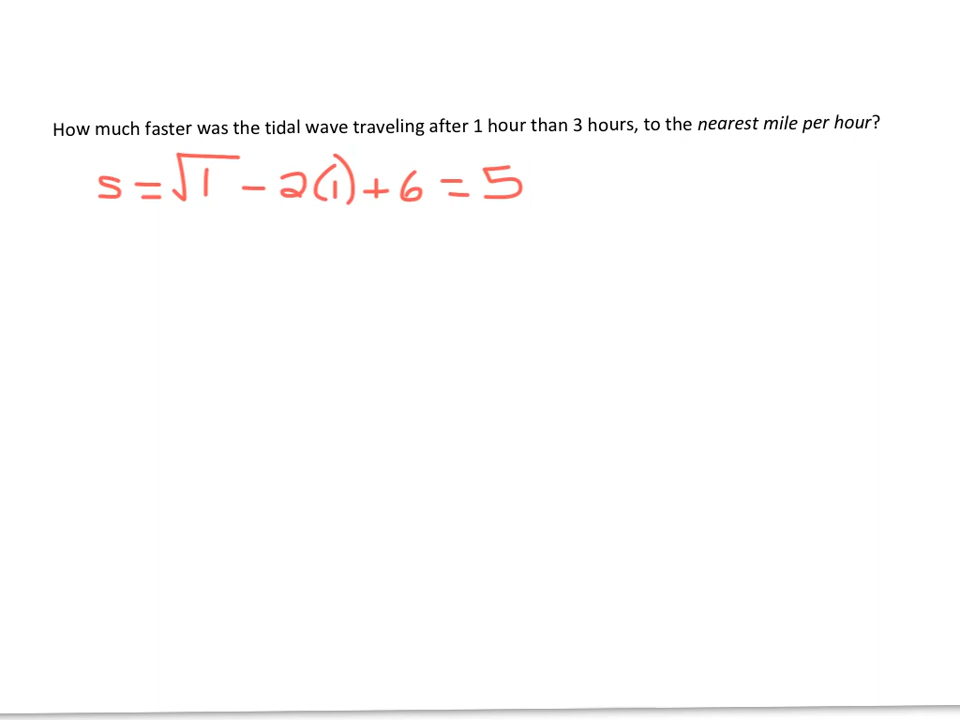 How much faster was the tidal wave traveling after 1 hour than 3 hours, to the nearest mile per hour?
s = √1 - 2(1) + 6 = 5